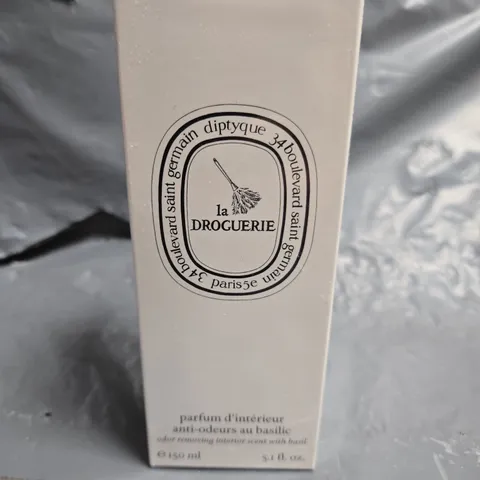 34 boulevard saint germain diptyque 34 boulevard saint germain paris 5e
la
DROGUERIE
parfum d'intérieur
anti-odeurs au basilic
odor removing interior scent with basil
e 150 ml 5.1 fl. oz.